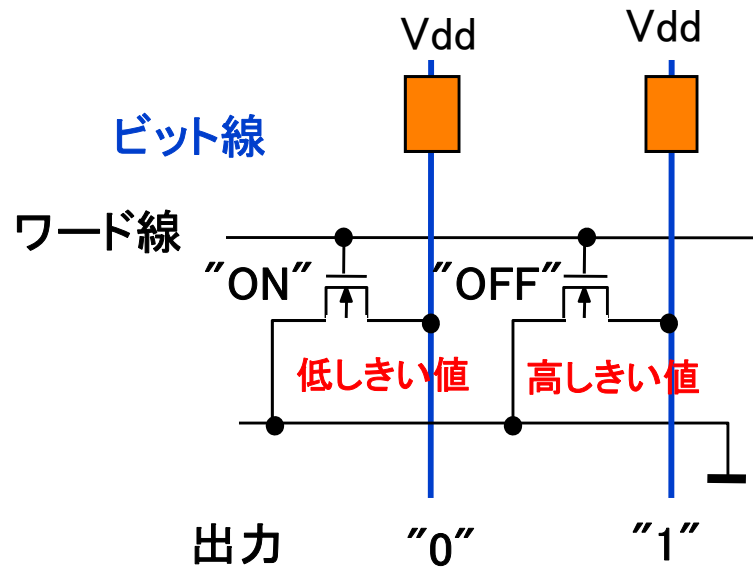 Vdd Vdd
ビット線
ワード線
"ON" "OFF"
低しきい値 高しきい値
出力 "0" "1"